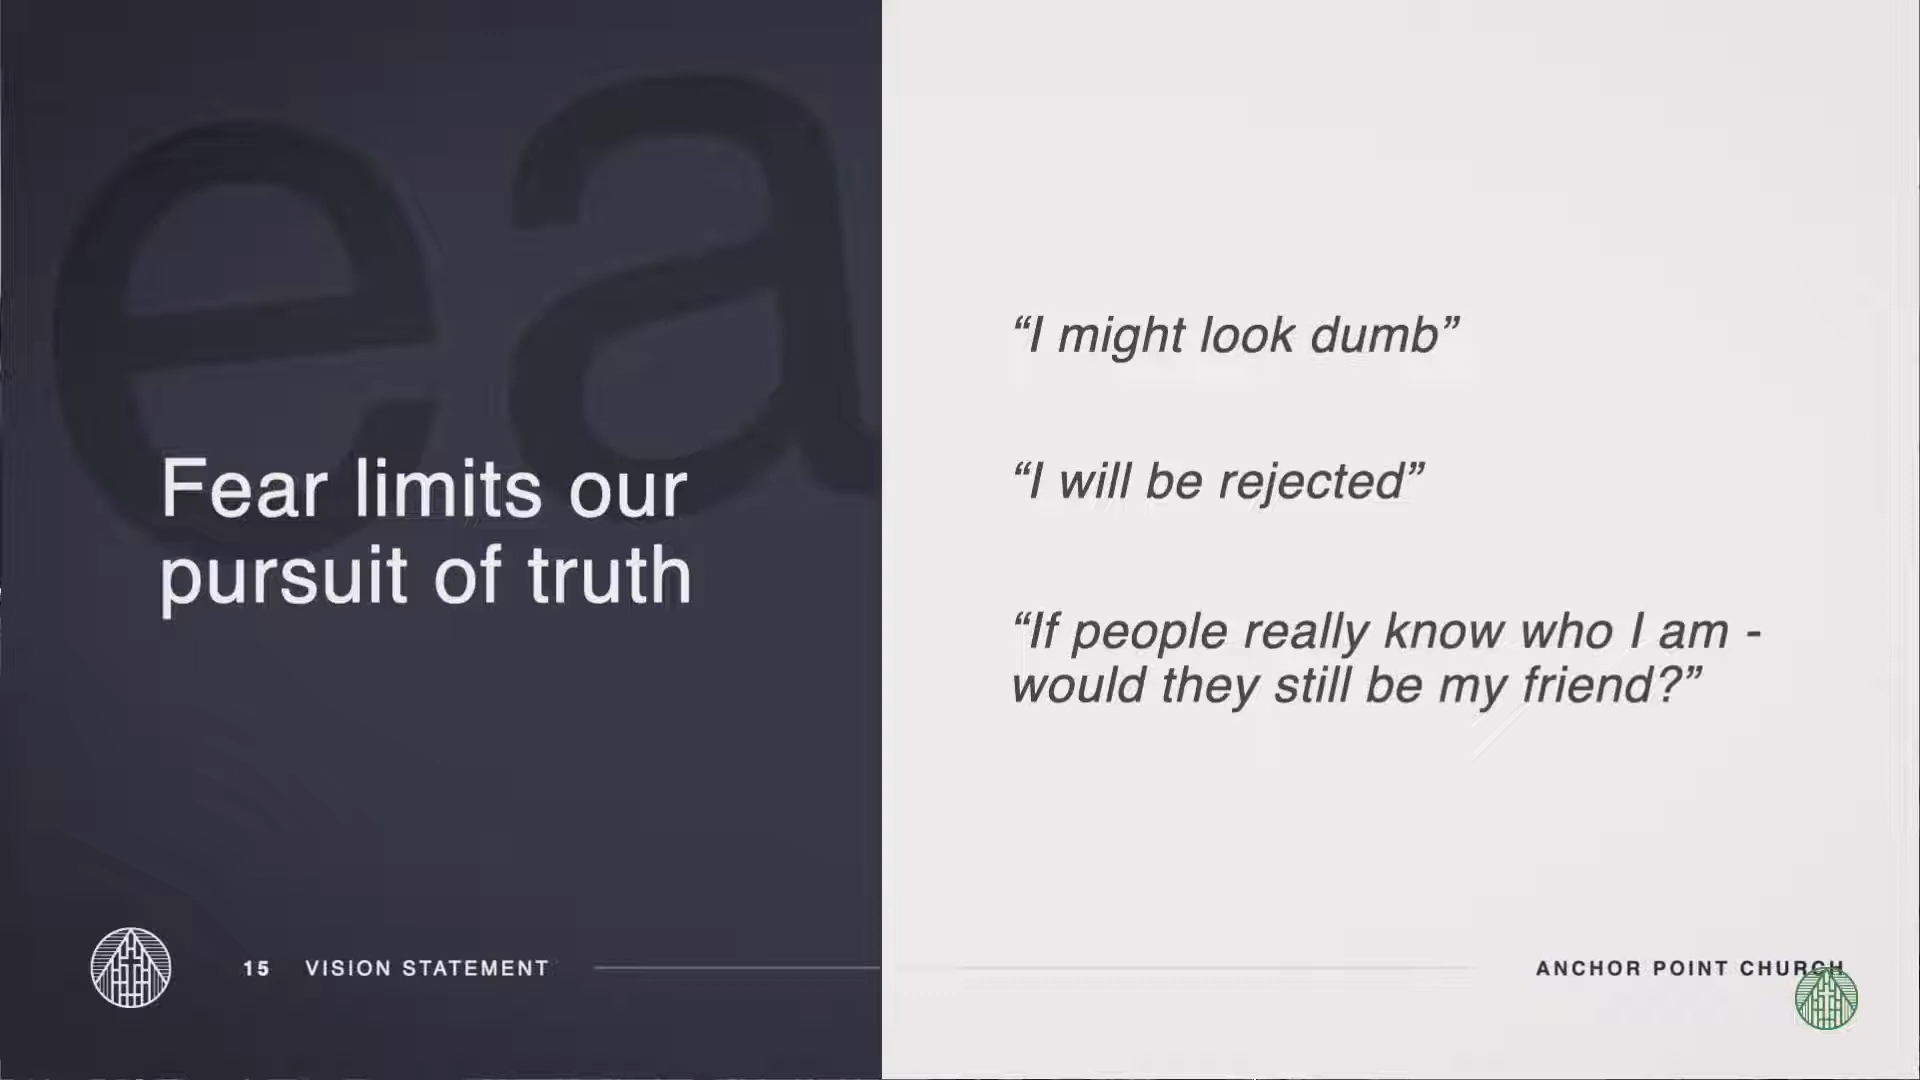 ea
Fear limits our
pursuit of truth
“I might look dumb”
“I will be rejected”
“If people really know who I am -
would they still be my friend?”
15 VISION STATEMENT
ANCHOR POINT CHURCH